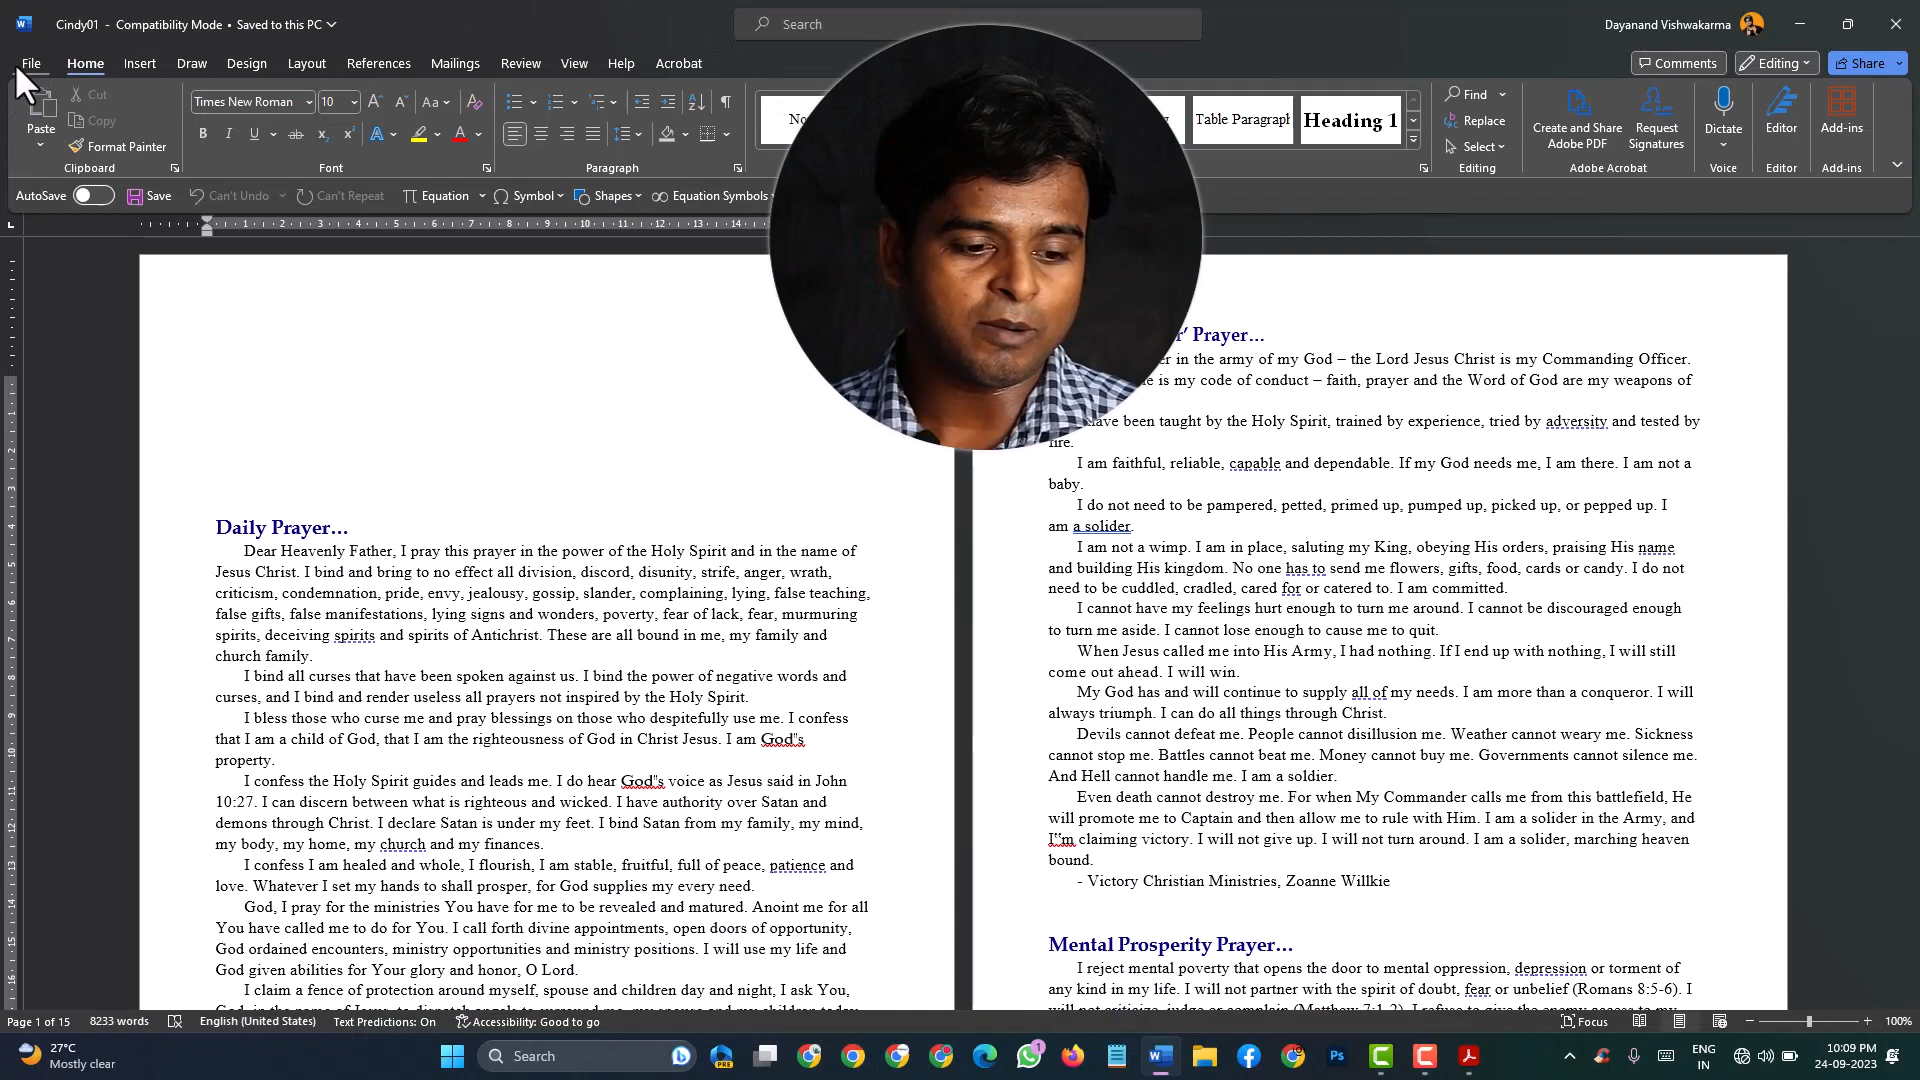 Cindy01 - Compatibility Mode • Saved to this PC
Search
Dayanand Vishwakarma
File Home Insert Draw Design Layout References Mailings Review View Help Acrobat
Comments Editing Share
Paste
Cut
Copy
Format Painter
Clipboard
Times New Roman 10
Font
Paragraph
Table Paragraph
Heading 1
Find
Replace
Select
Editing
Create and Share
Adobe PDF
Request
Signatures
Adobe Acrobat
Dictate
Voice
Editor
Editor
Add-ins
Add-ins
AutoSave Save Can't Undo Can't Repeat Equation Symbol Shapes Equation Symbols
Daily Prayer…
Dear Heavenly Father, I pray this prayer in the power of the Holy Spirit and in the name of
Jesus Christ. I bind and bring to no effect all division, discord, disunity, strife, anger, wrath,
criticism, condemnation, pride, envy, jealousy, gossip, slander, complaining, lying, false teaching,
false gifts, false manifestations, lying signs and wonders, poverty, fear of lack, fear, murmuring
spirits, deceiving spirits and spirits of Antichrist. These are all bound in me, my family and
church family.
I bind all curses that have been spoken against us. I bind the power of negative words and
curses, and I bind and render useless all prayers not inspired by the Holy Spirit.
I bless those who curse me and pray blessings on those who despitefully use me. I confess
that I am a child of God, that I am the righteousness of God in Christ Jesus. I am God"s
property.
I confess the Holy Spirit guides and leads me. I do hear God"s voice as Jesus said in John
10:27. I can discern between what is righteous and wicked. I have authority over Satan and
demons through Christ. I declare Satan is under my feet. I bind Satan from my family, my mind,
my body, my home, my church and my finances.
I confess I am healed and whole, I flourish, I am stable, fruitful, full of peace, patience and
love. Whatever I set my hands to shall prosper, for God supplies my every need.
God, I pray for the ministries You have for me to be revealed and matured. Anoint me for all
You have called me to do for You. I call forth divine appointments, open doors of opportunity,
God ordained encounters, ministry opportunities and ministry positions. I will use my life and
God given abilities for Your glory and honor, O Lord.
I claim a fence of protection around myself, spouse and children day and night, I ask You,
Prayer…
in the army of my God – the Lord Jesus Christ is my Commanding Officer.
is my code of conduct – faith, prayer and the Word of God are my weapons of
have been taught by the Holy Spirit, trained by experience, tried by adversity and tested by
fire.
I am faithful, reliable, capable and dependable. If my God needs me, I am there. I am not a
baby.
I do not need to be pampered, petted, primed up, pumped up, picked up, or pepped up. I
am a solider.
I am not a wimp. I am in place, saluting my King, obeying His orders, praising His name
and building His kingdom. No one has to send me flowers, gifts, food, cards or candy. I do not
need to be cuddled, cradled, cared for or catered to. I am committed.
I cannot have my feelings hurt enough to turn me around. I cannot be discouraged enough
to turn me aside. I cannot lose enough to cause me to quit.
When Jesus called me into His Army, I had nothing. If I end up with nothing, I will still
come out ahead. I will win.
My God has and will continue to supply all of my needs. I am more than a conqueror. I will
always triumph. I can do all things through Christ.
Devils cannot defeat me. People cannot disillusion me. Weather cannot weary me. Sickness
cannot stop me. Battles cannot beat me. Money cannot buy me. Governments cannot silence me.
And Hell cannot handle me. I am a soldier.
Even death cannot destroy me. For when My Commander calls me from this battlefield, He
will promote me to Captain and then allow me to rule with Him. I am a solider in the Army, and
I"m claiming victory. I will not give up. I will not turn around. I am a solider, marching heaven
bound.
- Victory Christian Ministries, Zoanne Willkie
Mental Prosperity Prayer…
I reject mental poverty that opens the door to mental oppression, depression or torment of
any kind in my life. I will not partner with the spirit of doubt, fear or unbelief (Romans 8:5-6). I
Page 1 of 15 8233 words English (United States) Text Predictions: On Accessibility: Good to go
Focus 100%
27°C
Mostly clear
Search
ENG
IN
10:09 PM
24-09-2023